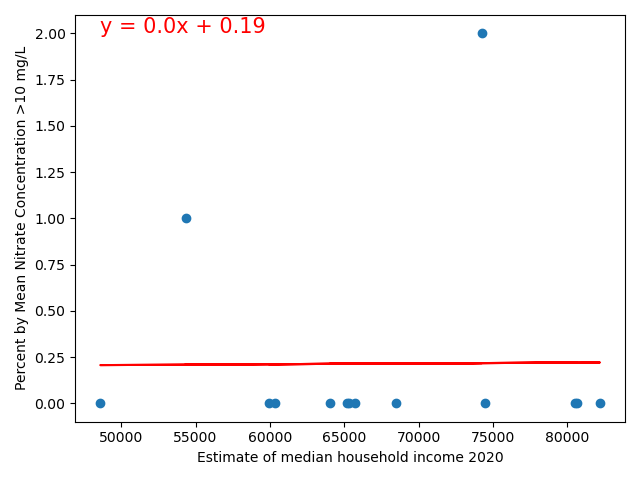 y = 0.0x + 0.19
Percent by Mean Nitrate Concentration >10 mg/L
2.00
1.75
1.50
1.25
1.00
0.75
0.50
0.25
0.00
50000 55000 60000 65000 70000 75000 80000
Estimate of median household income 2020